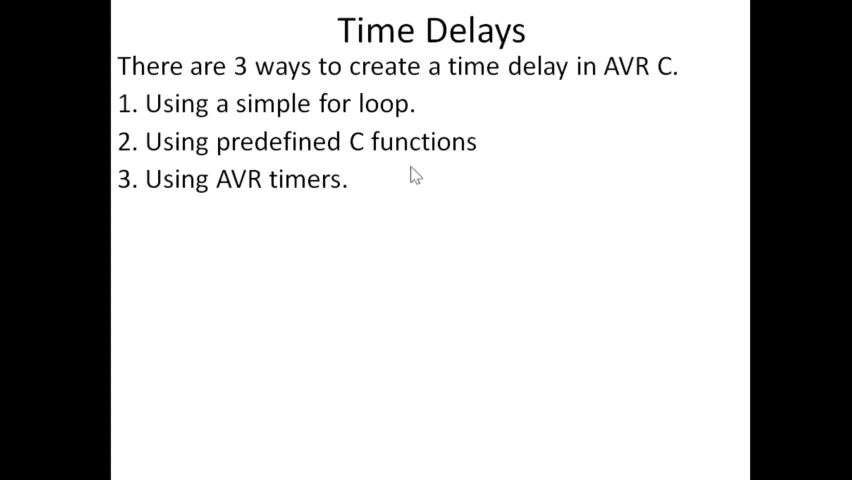 Time Delays
There are 3 ways to create a time delay in AVR C.
1. Using a simple for loop.
2. Using predefined C functions
3. Using AVR timers.